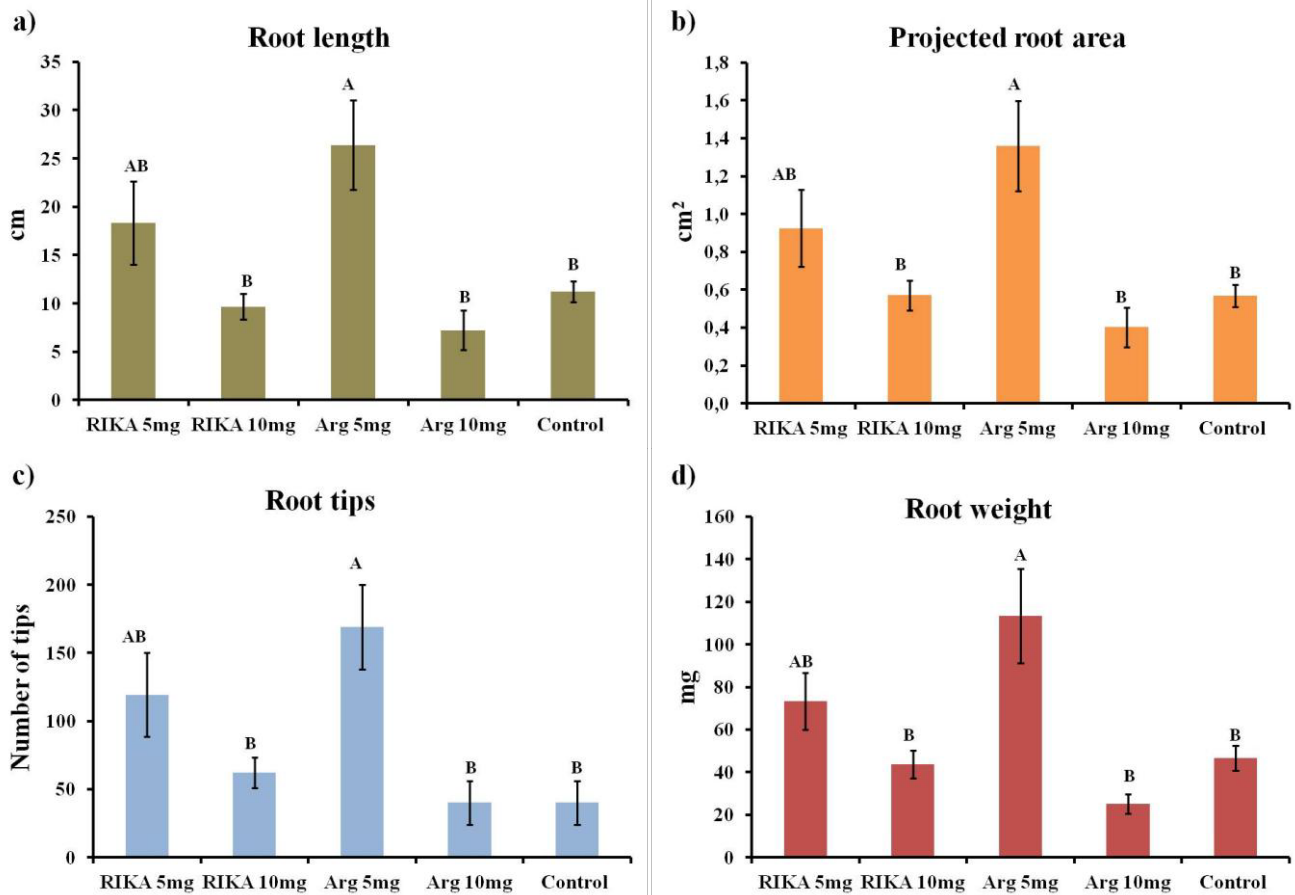 a)
Root length
35
30
25
20
15
10
5
0
cm
AB
B
A
B
B
RIKA 5mg RIKA 10mg Arg 5mg Arg 10mg Control
b)
Projected root area
1,8
1,6
1,4
1,2
1,0
0,8
0,6
0,4
0,2
0,0
cm²
AB
B
A
B
B
RIKA 5mg RIKA 10mg Arg 5mg Arg 10mg Control
c)
Root tips
250
200
150
100
50
0
Number of tips
AB
B
A
B
B
RIKA 5mg RIKA 10mg Arg 5mg Arg 10mg Control
d)
Root weight
160
140
120
100
80
60
40
20
0
mg
AB
B
A
B
B
RIKA 5mg RIKA 10mg Arg 5mg Arg 10mg Control